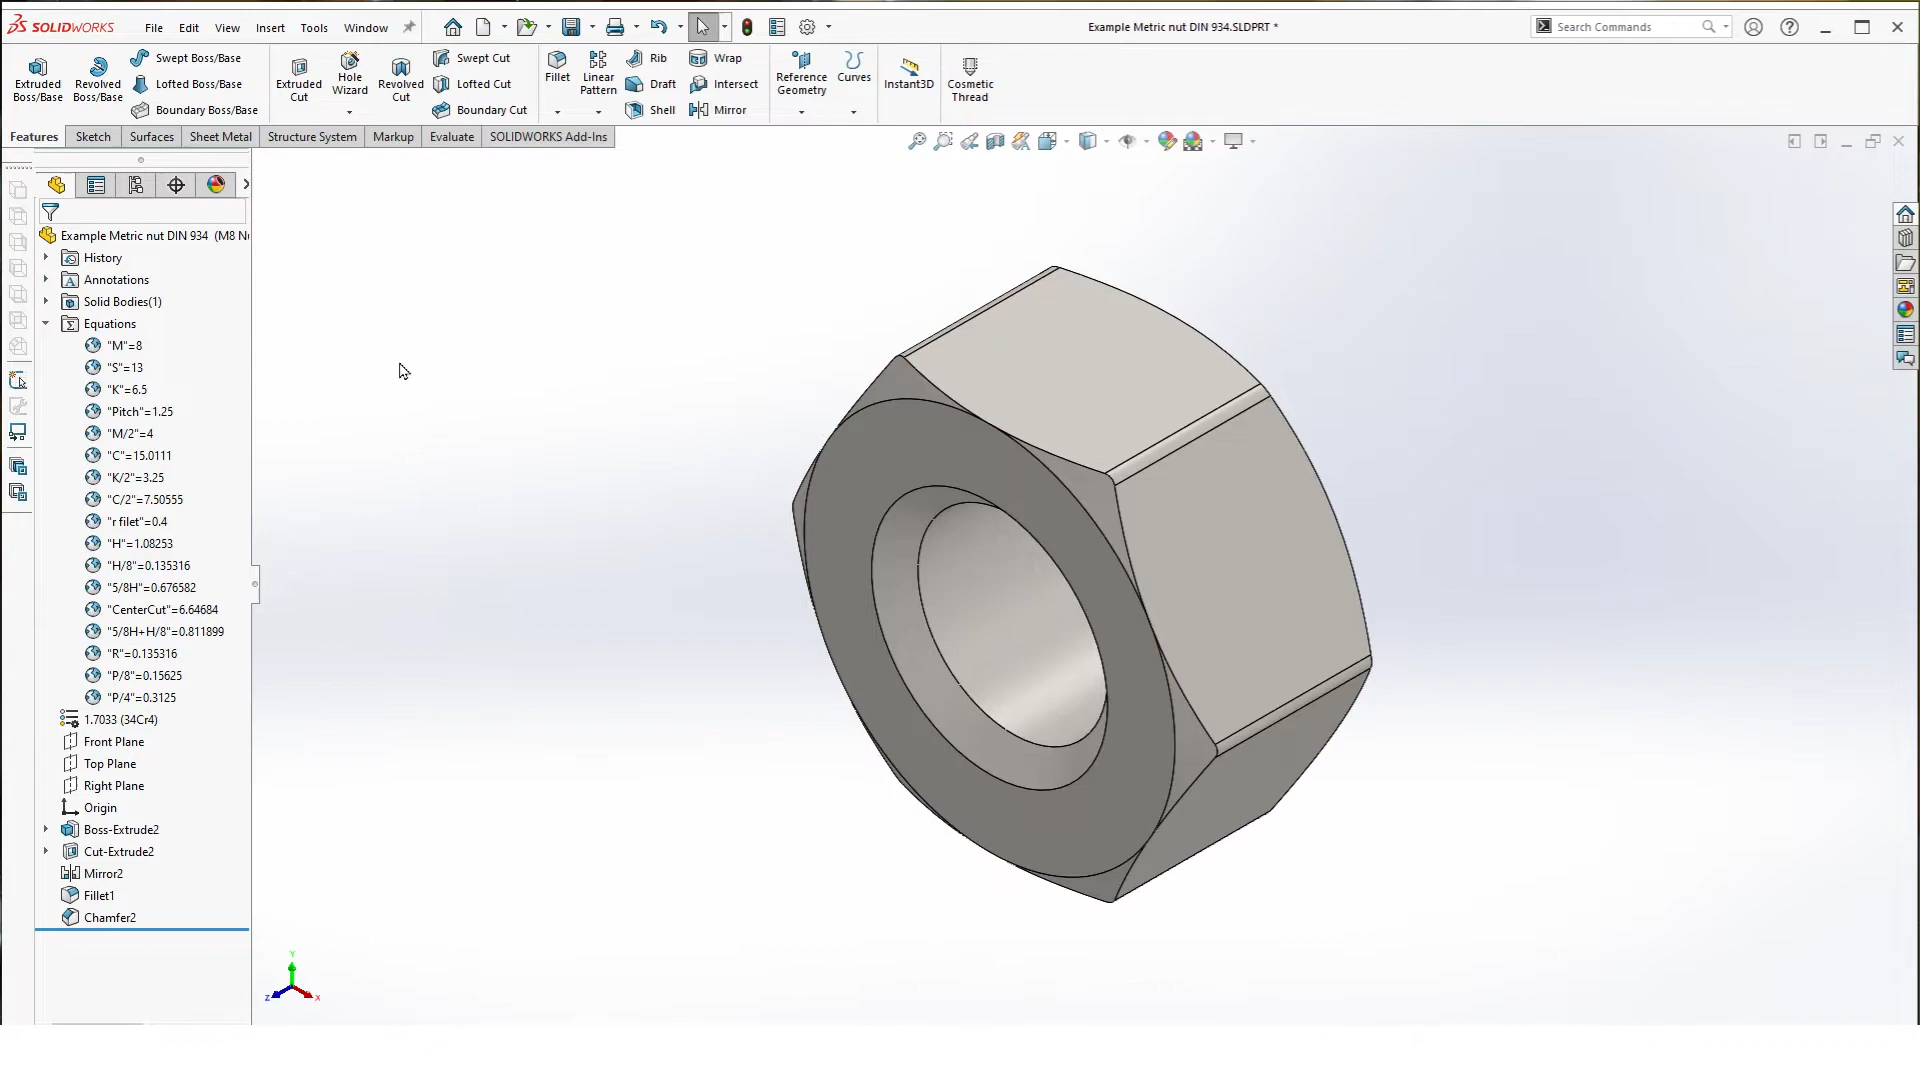 SOLIDWORKS File Edit View Insert Tools Window Example Metric nut DIN 934.SLDPRT * Search Commands
Extruded Boss/Base
Revolved Boss/Base
Swept Boss/Base
Lofted Boss/Base
Boundary Boss/Base
Extruded Cut
Hole Wizard
Revolved Cut
Swept Cut
Lofted Cut
Boundary Cut
Fillet
Linear Pattern
Rib
Draft
Shell
Wrap
Intersect
Mirror
Reference Geometry
Curves
Instant3D
Cosmetic Thread
Features Sketch Surfaces Sheet Metal Structure System Markup Evaluate SOLIDWORKS Add-Ins
Example Metric nut DIN 934 (M8 N
History
Annotations
Solid Bodies(1)
Equations
"M"=8
"S"=13
"K"=6.5
"Pitch"=1.25
"M/2"=4
"C"=15.0111
"K/2"=3.25
"C/2"=7.50555
"r filet"=0.4
"H"=1.08253
"H/8"=0.135316
"5/8H"=0.676582
"CenterCut"=6.64684
"5/8H+H/8"=0.811899
"R"=0.135316
"P/8"=0.15625
"P/4"=0.3125
1.7033 (34Cr4)
Front Plane
Top Plane
Right Plane
Origin
Boss-Extrude2
Cut-Extrude2
Mirror2
Fillet1
Chamfer2
Y
Z X